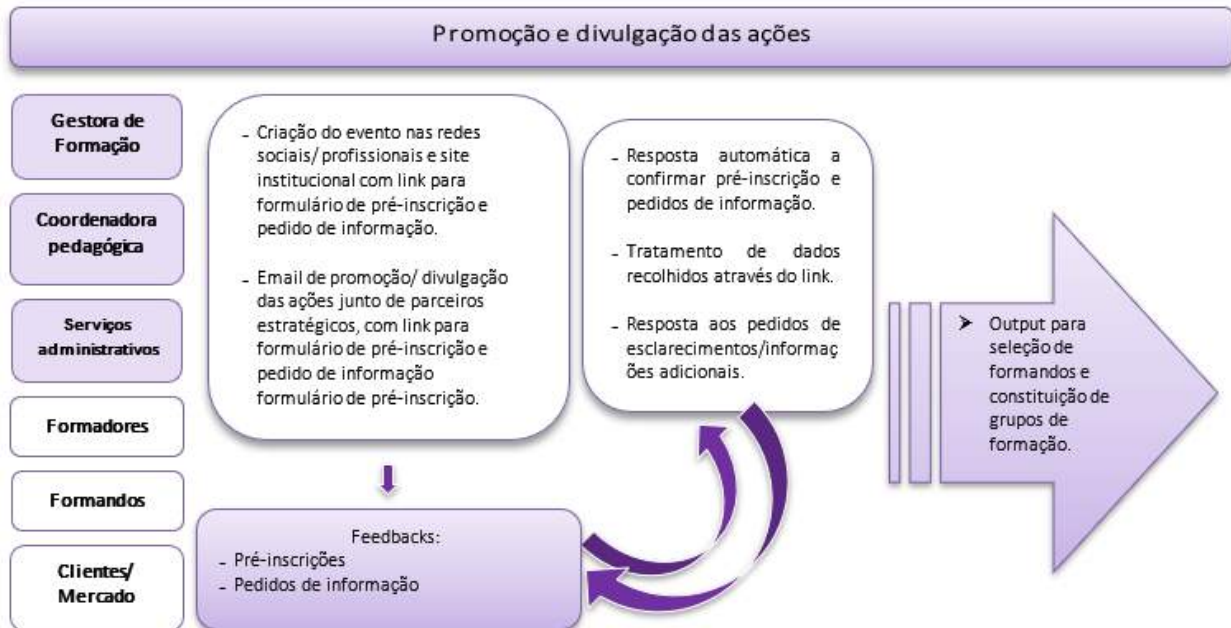 Promoção e divulgação das ações
Gestora de
Formação
Coordenadora
pedagógica
Serviços
administrativos
Formadores
Formandos
Clientes/
Mercado
- Criação do evento nas redes
sociais/ profissionais e site
institucional com link para
formulário de pré-inscrição e
pedido de informação.
- Email de promoção/ divulgação
das ações junto de parceiros
estratégicos, com link para
formulário de pré-inscrição e
pedido de informação
formulário de pré-inscrição.
Feedbacks:
- Pré-inscrições
- Pedidos de informação
- Resposta automática a
confirmar pré-inscrição e
pedidos de informação.
- Tratamento de dados
recolhidos através do link.
- Resposta aos pedidos de
esclarecimentos/informaç
ões adicionais.
➤ Output para
seleção de
formandos e
constituição de
grupos de
formação.